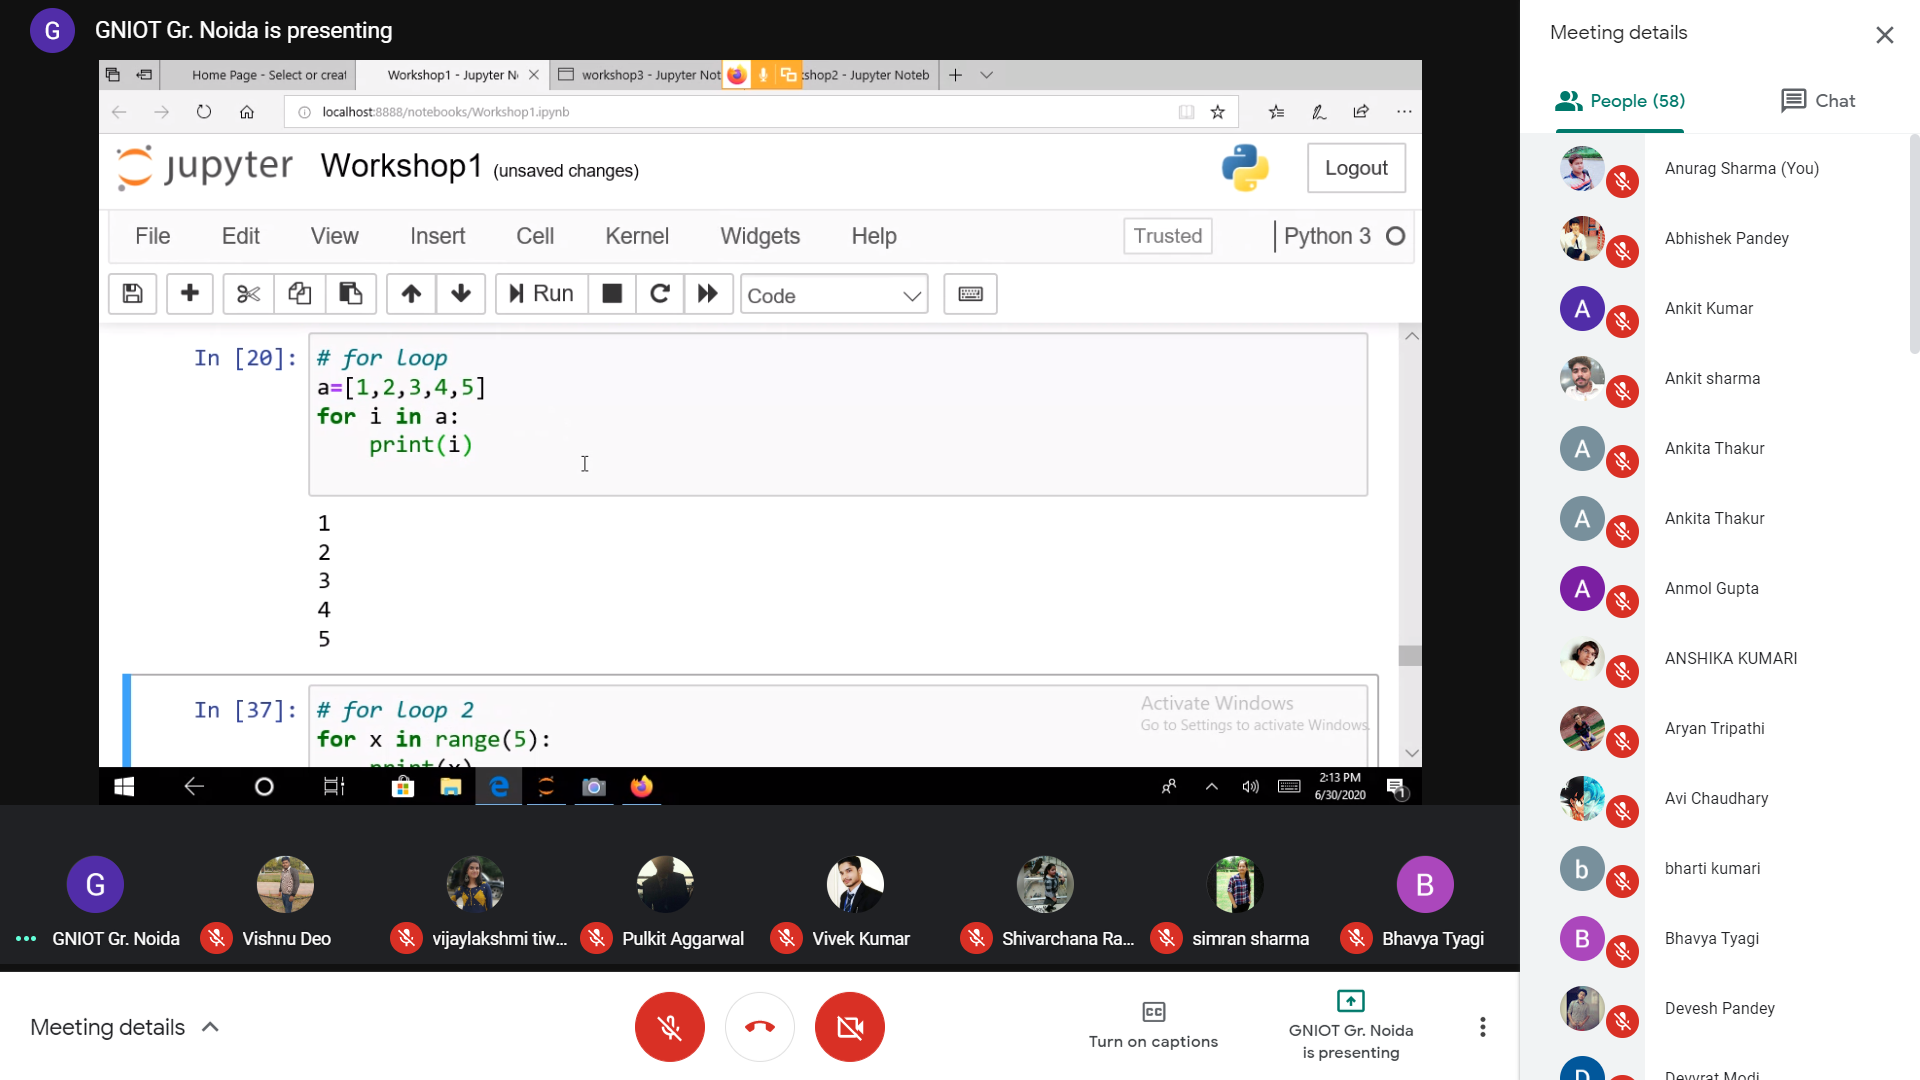 G
GNIOT Gr. Noida is presenting
Home Page - Select or creat
Workshop1 - Jupyter N
workshop3 - Jupyter Not
shop2 - Jupyter Noteb
localhost:8888/notebooks/Workshop1.ipynb
jupyter
Workshop1 (unsaved changes)
Logout
File
Edit
View
Insert
Cell
Kernel
Widgets
Help
Trusted
Python 3
Run
Code
In [20]:
# for loop
a=[1,2,3,4,5]
for i in a:
    print(i)
1
2
3
4
5
In [37]:
# for loop 2
for x in range(5):
    print(x)
Activate Windows
Go to Settings to activate Windows.
2:13 PM
6/30/2020
1
G
GNIOT Gr. Noida
Vishnu Deo
vijaylakshmi tiw...
Pulkit Aggarwal
Vivek Kumar
Shivarchana Ra...
simran sharma
B
Bhavya Tyagi
Meeting details
CC
Turn on captions
GNIOT Gr. Noida
is presenting
Meeting details
People (58)
Chat
Anurag Sharma (You)
Abhishek Pandey
A
Ankit Kumar
Ankit sharma
A
Ankita Thakur
A
Ankita Thakur
A
Anmol Gupta
ANSHIKA KUMARI
Aryan Tripathi
Avi Chaudhary
b
bharti kumari
B
Bhavya Tyagi
Devesh Pandey
D
Devvrat Modi